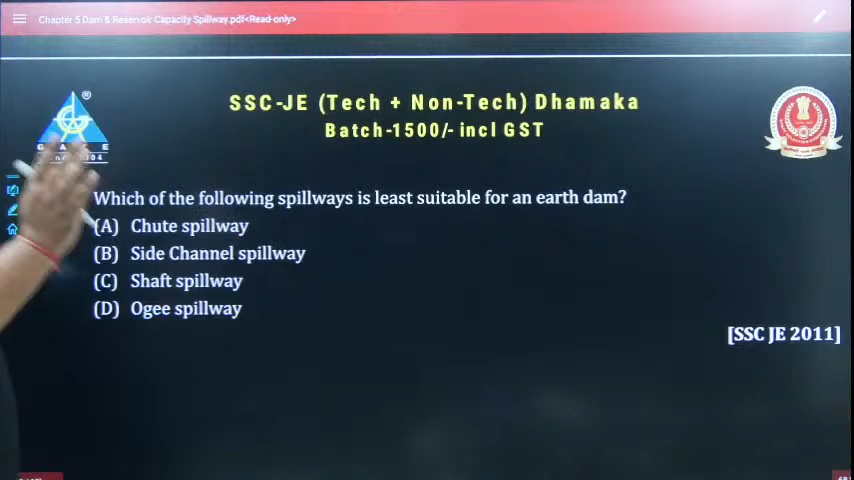 Chapter 5 Dam & Reservoir Capacity Spillway.pdf<Read-only>
SSC-JE (Tech + Non-Tech) Dhamaka
Batch-1500/- incl GST
Which of the following spillways is least suitable for an earth dam?
(A) Chute spillway
(B) Side Channel spillway
(C) Shaft spillway
(D) Ogee spillway
[SSC JE 2011]